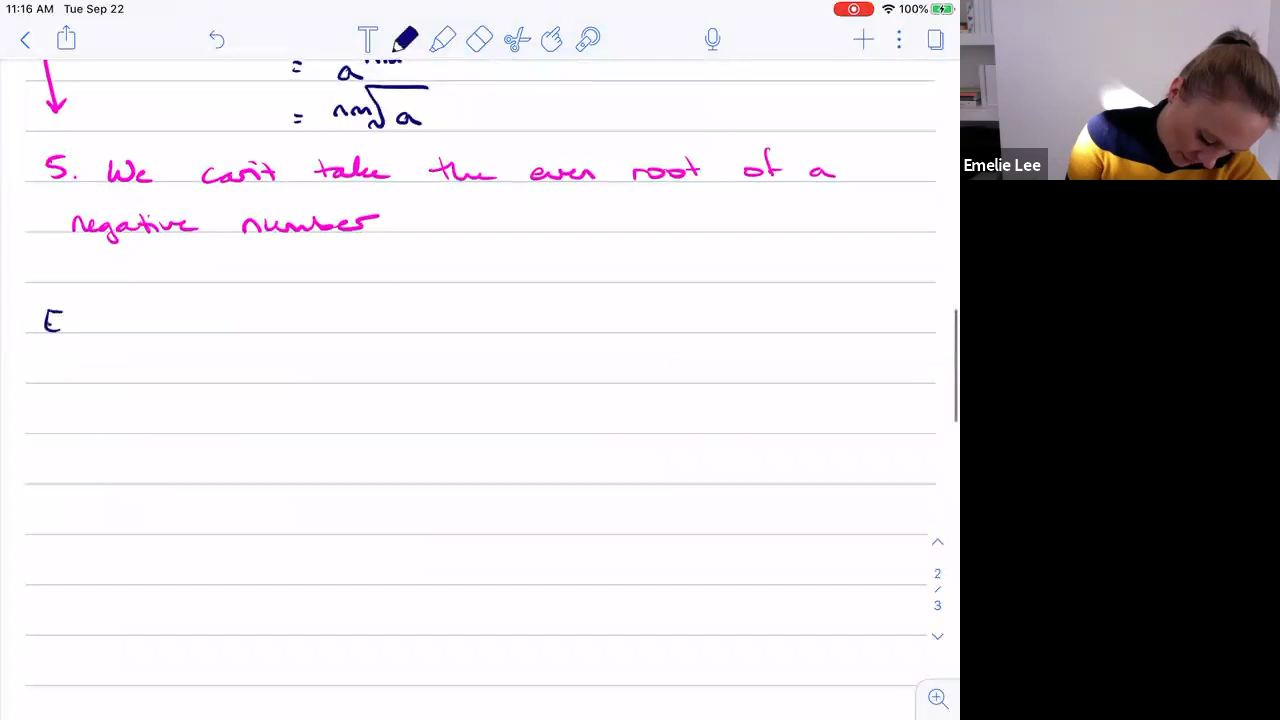 11:16 AM Tue Sep 22
100%
T
=
= ⁿᵐ√a
5. We can't take the even root of a
negative number
E
Emelie Lee
2
/
3